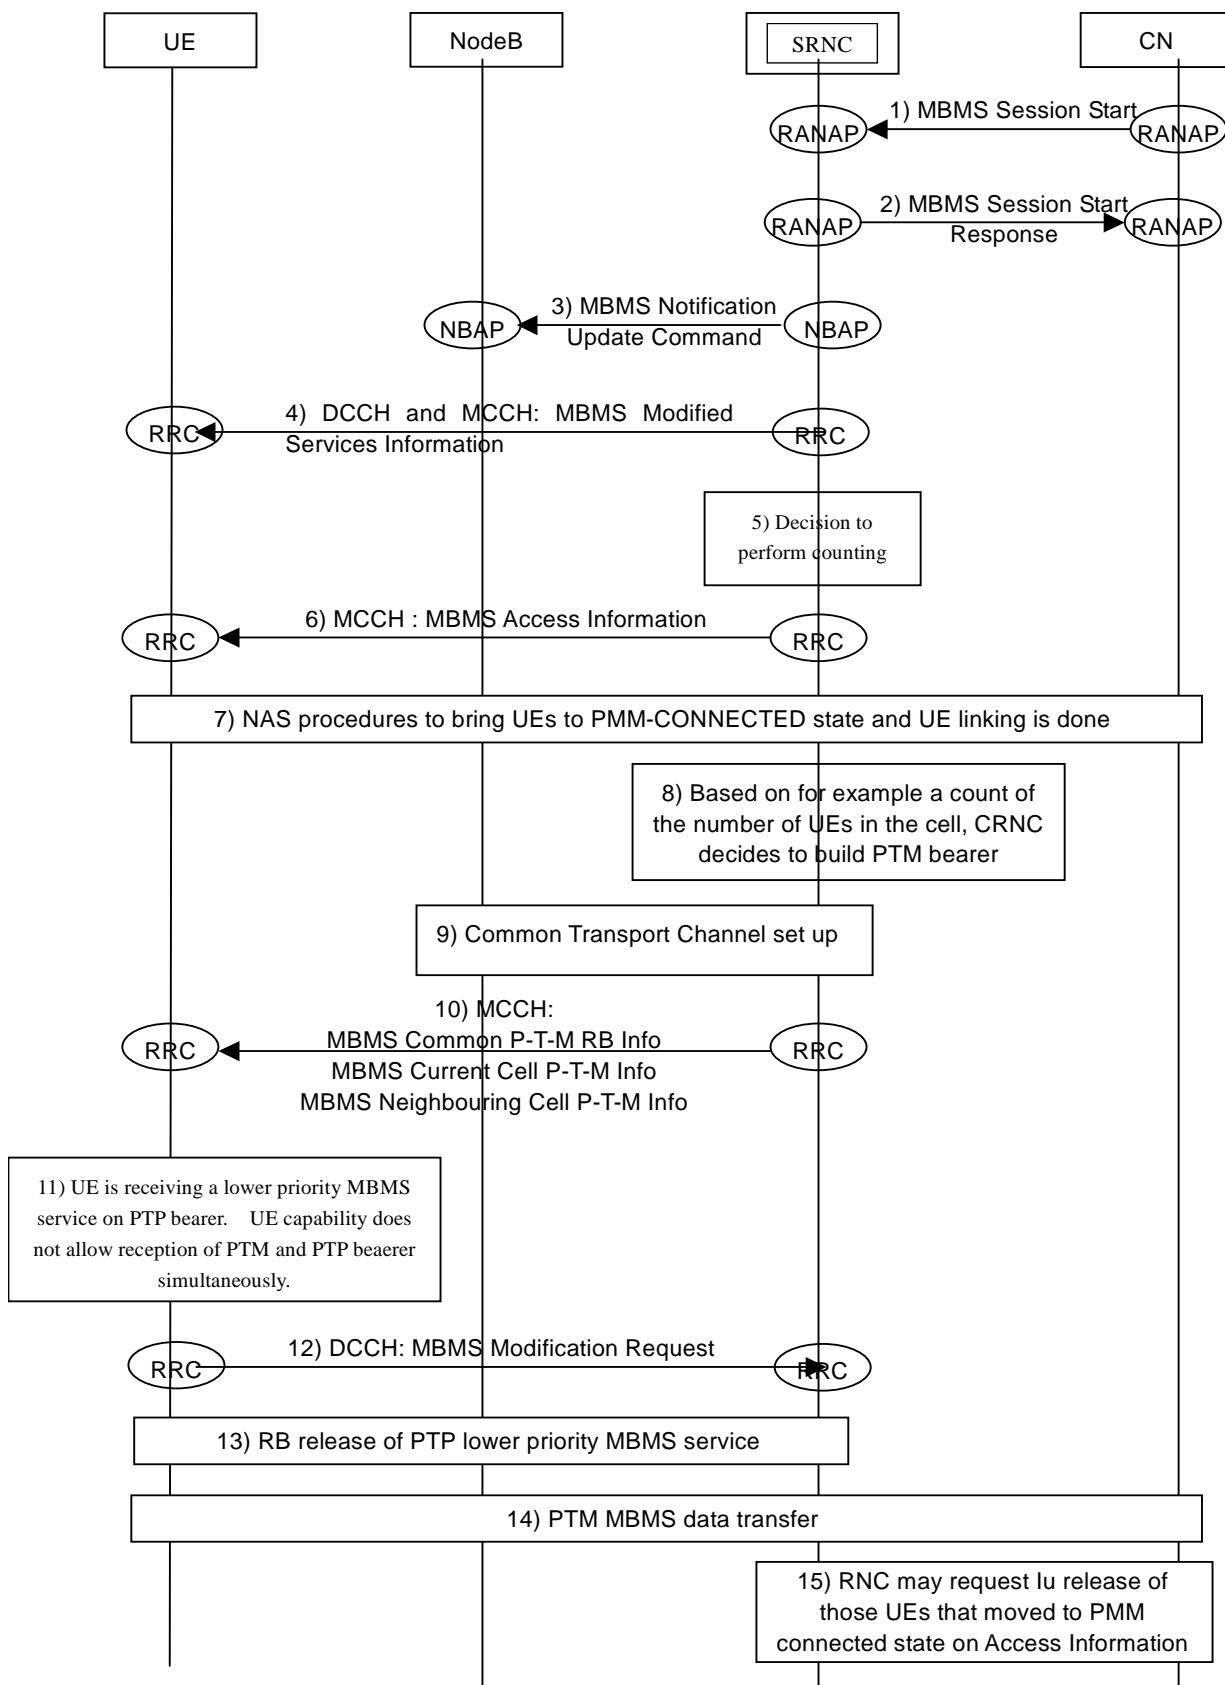 UE
NodeB
SRNC
CN
1) MBMS Session Start
RANAP
RANAP
2) MBMS Session Start
Response
RANAP
RANAP
3) MBMS Notification
Update Command
NBAP
NBAP
4) DCCH and MCCH: MBMS Modified
Services Information
RRC
RRC
5) Decision to
perform counting
6) MCCH : MBMS Access Information
RRC
RRC
7) NAS procedures to bring UEs to PMM-CONNECTED state and UE linking is done
8) Based on for example a count of
the number of UEs in the cell, CRNC
decides to build PTM bearer
9) Common Transport Channel set up
10) MCCH:
MBMS Common P-T-M RB Info
MBMS Current Cell P-T-M Info
MBMS Neighbouring Cell P-T-M Info
RRC
RRC
11) UE is receiving a lower priority MBMS
service on PTP bearer. UE capability does
not allow reception of PTM and PTP beaerer
simultaneously.
12) DCCH: MBMS Modification Request
RRC
RRC
13) RB release of PTP lower priority MBMS service
14) PTM MBMS data transfer
15) RNC may request Iu release of
those UEs that moved to PMM
connected state on Access Information